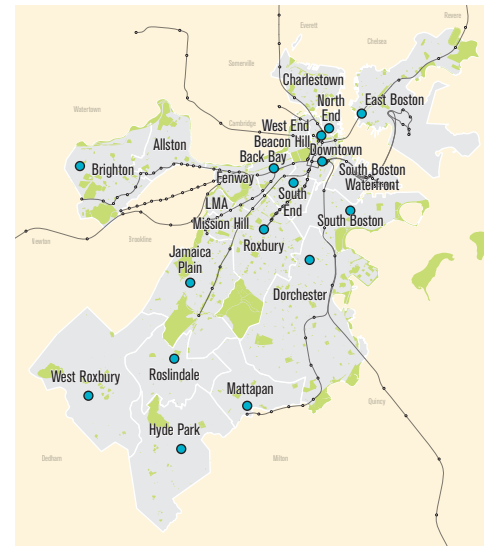 Revere
Everett
Chelsea
Somerville
Charlestown
North
End
East Boston
Watertown
Cambridge
West End
Beacon Hill
Downtown
Allston
Back Bay
Brighton
Fenway
South
End
South Boston
Waterfront
LMA
Mission Hill
South Boston
Newton
Brookline
Roxbury
Jamaica
Plain
Dorchester
West Roxbury
Roslindale
Mattapan
Quincy
Hyde Park
Dedham
Milton